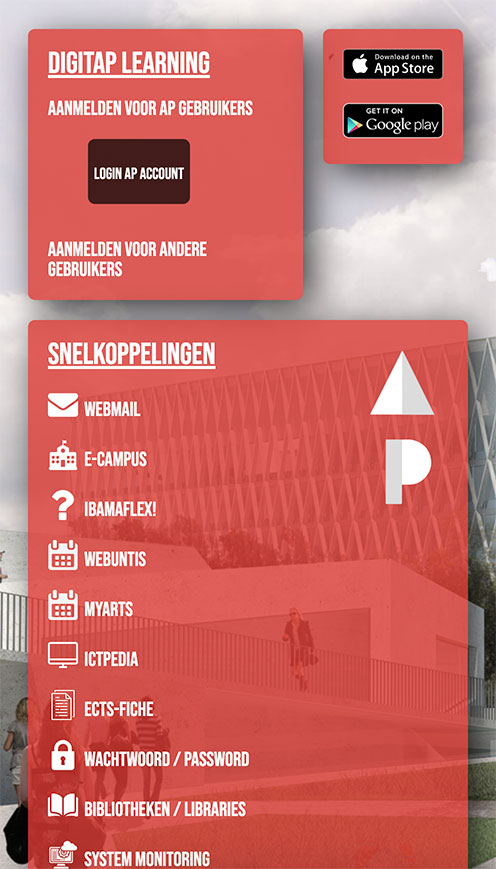 DIGITAP LEARNING
AANMELDEN VOOR AP GEBRUIKERS
LOGIN AP ACCOUNT
AANMELDEN VOOR ANDERE
GEBRUIKERS
Download on the
App Store
GET IT ON
Google play
SNELKOPPELINGEN
AP
WEBMAIL
E-CAMPUS
IBAMAFLEX!
WEBUNTIS
MYARTS
ICTPEDIA
ECTS-FICHE
WACHTWOORD / PASSWORD
BIBLIOTHEKEN / LIBRARIES
SYSTEM MONITORING